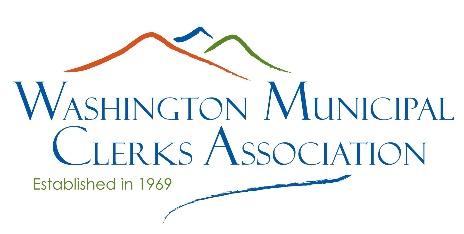 Washington Municipal
Clerks Association
Established in 1969